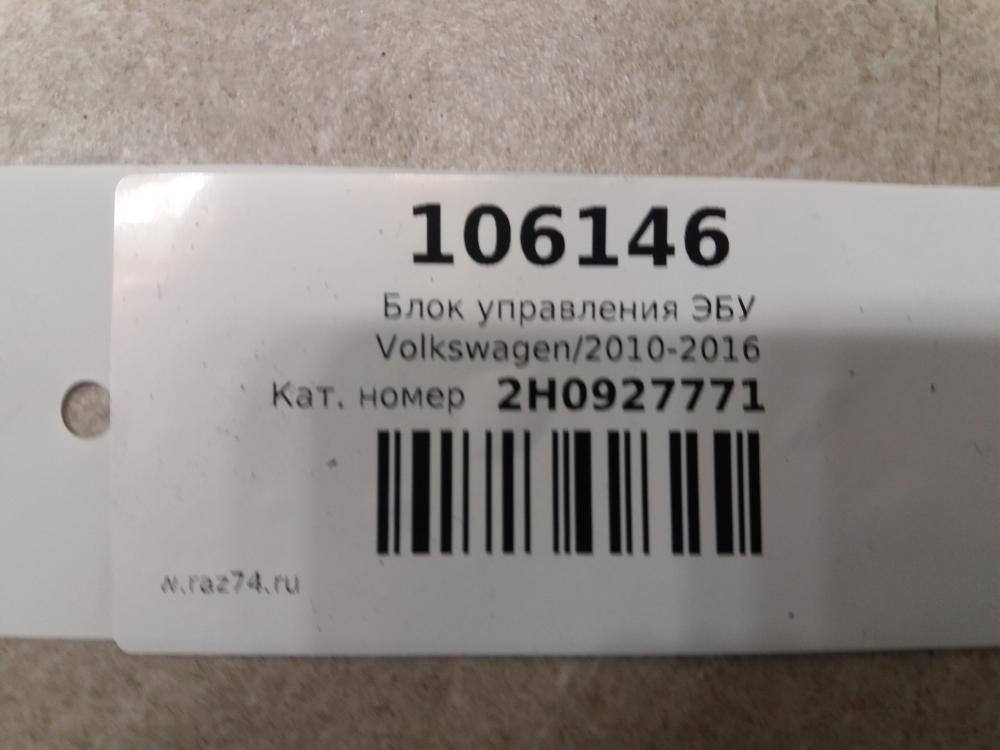 106146
Блок управления ЭБУ
Volkswagen/2010-2016
Кат. номер 2H0927771
w.raz74.ru